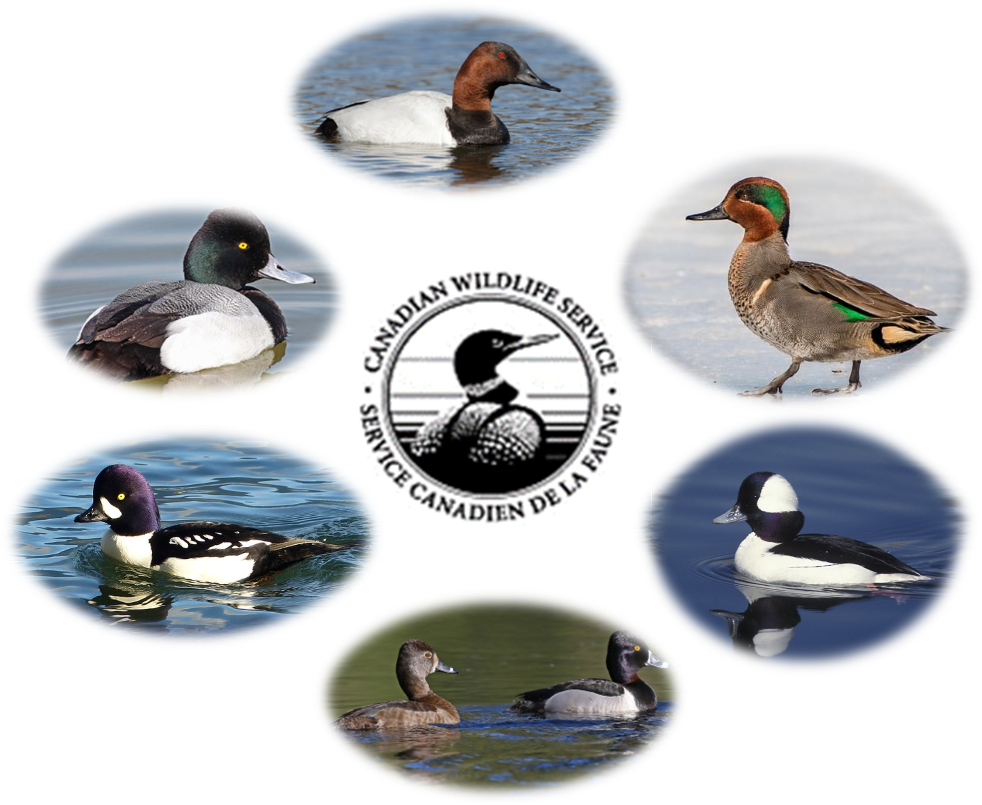 CANADIAN WILDLIFE SERVICE
SERVICE CANADIEN DE LA FAUNE